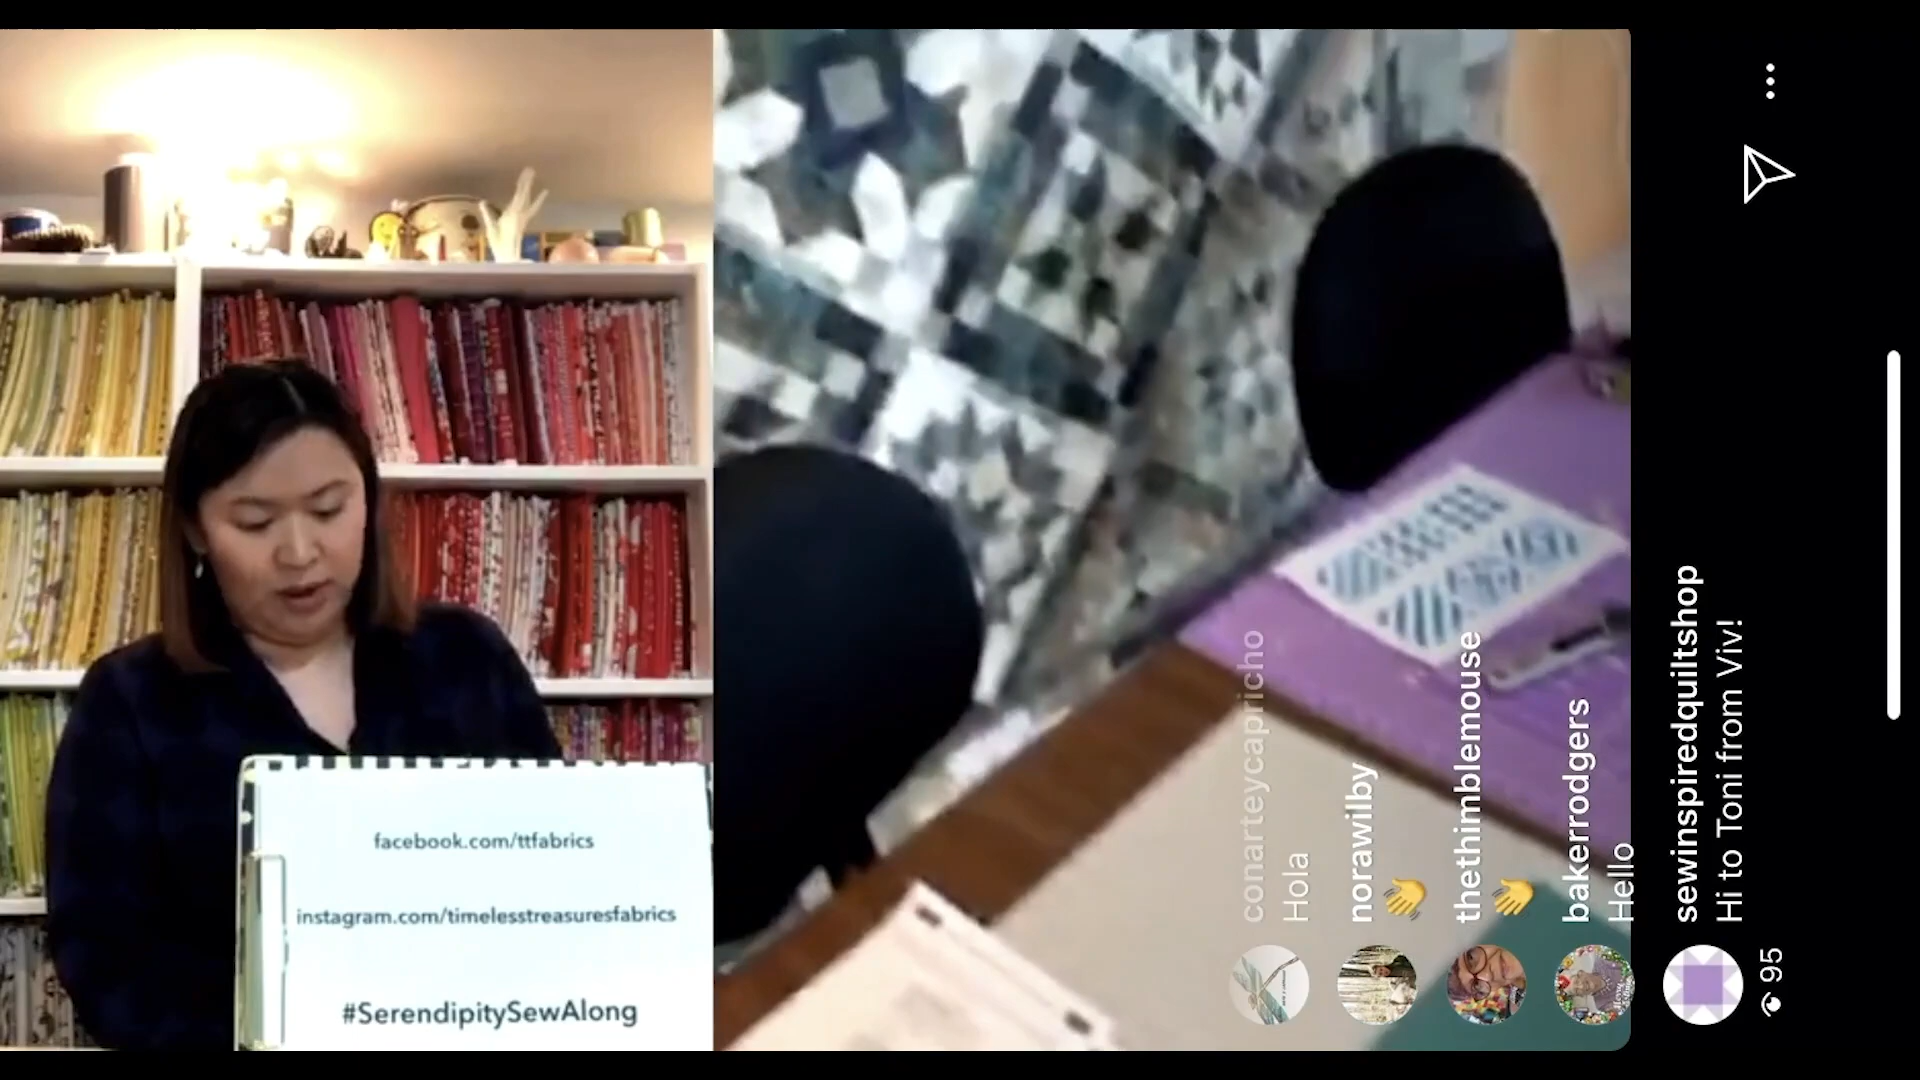 facebook.com/ttfabrics
instagram.com/timelesstreasuresfabrics
#SerendipitySewAlong
conarteycapricho
Hola
norawilby
👋
thethimblemouse
👋
bakerrodgers
Hello
sewinspiredquiltshop
Hi to Toni from Viv!
95